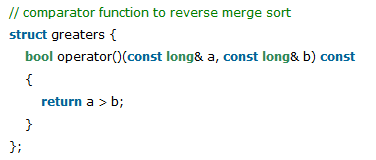 // comparator function to reverse merge sort
struct greaters {
bool operator()(const long& a, const long& b) const
{
return a > b;
}
};